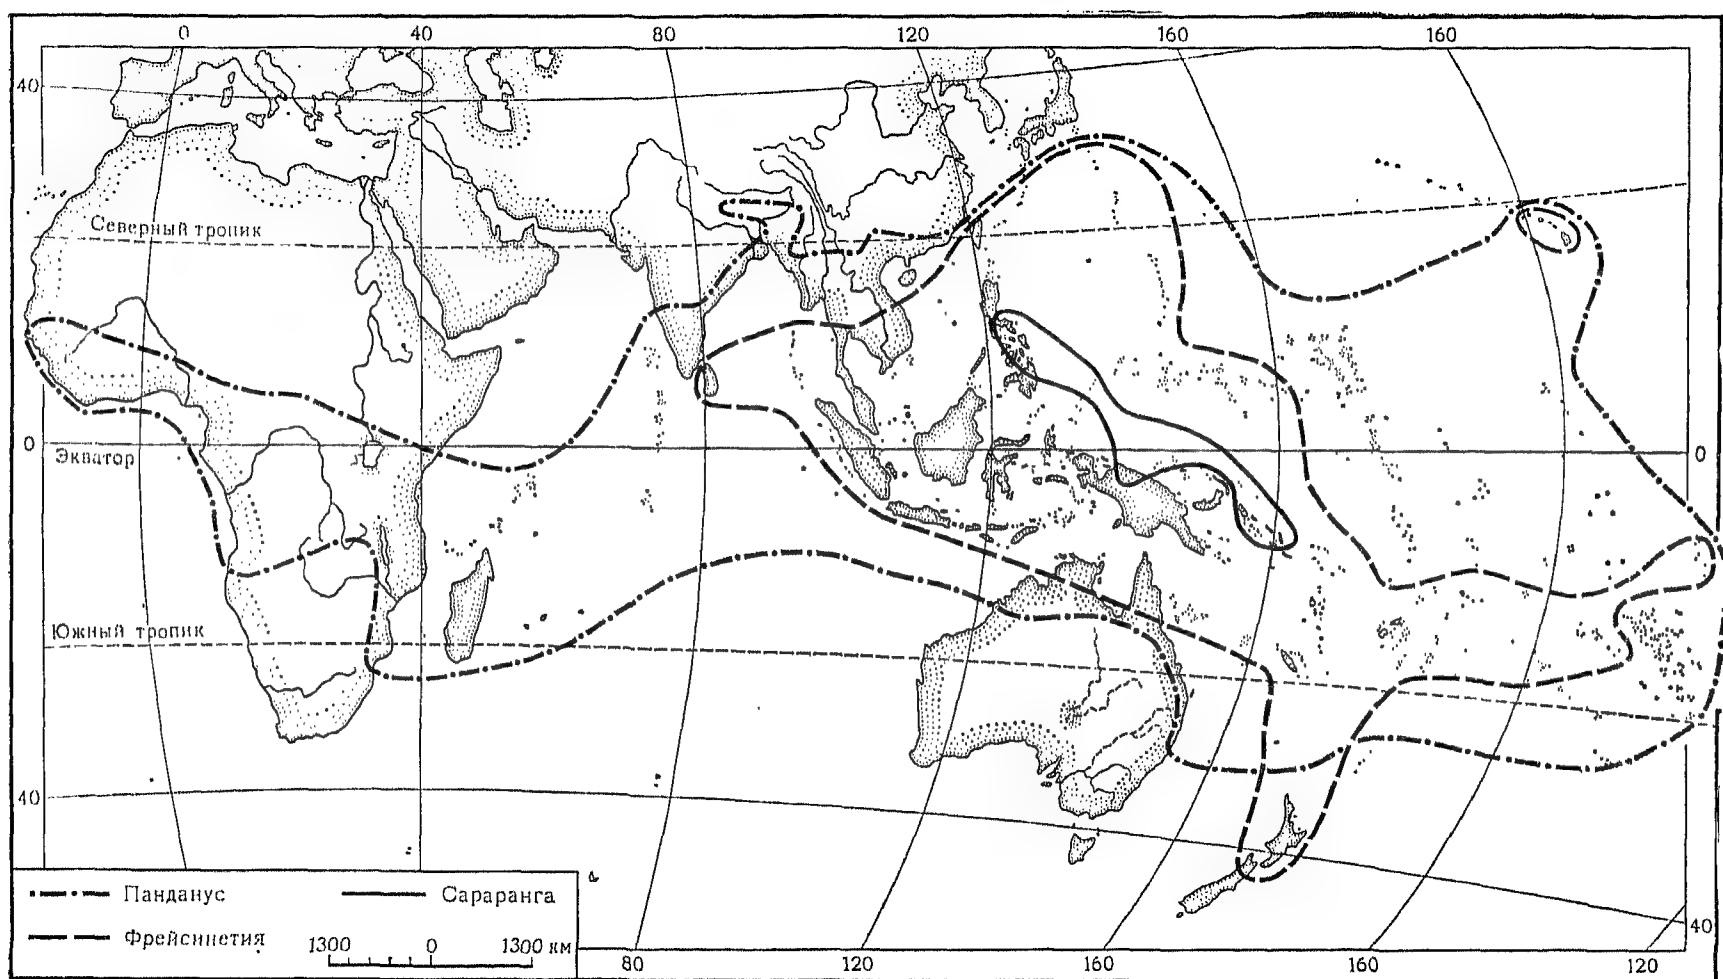 0 40 80 120 160 160
40
Северный тропик
0 0
Экватор
Южный тропик
40
40
Панданус Сараранга
Фрейсинетия 1300 0 1300 км
80 120 160 160 120